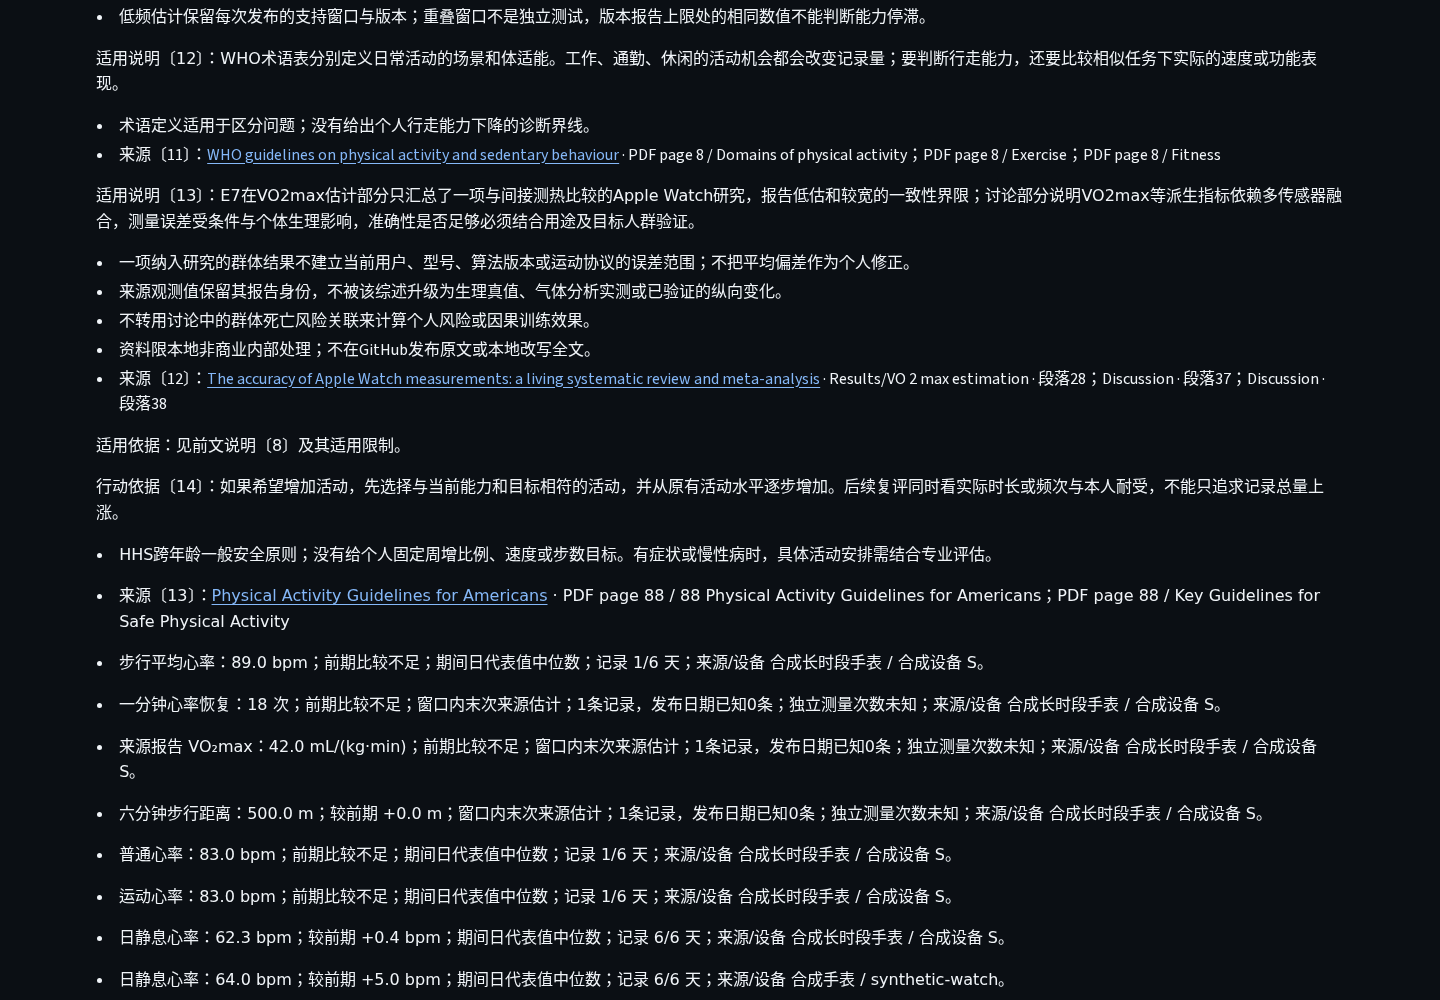 • 低频估计保留每次发布的支持窗口与版本；重叠窗口不是独立测试，版本报告上限处的相同数值不能判断能力停滞。
适用说明〔12〕：WHO术语表分别定义日常活动的场景和体适能。工作、通勤、休闲的活动机会都会改变记录量；要判断行走能力，还要比较相似任务下实际的速度或功能表
现。
• 术语定义适用于区分问题；没有给出个人行走能力下降的诊断界线。
• 来源〔11〕：WHO guidelines on physical activity and sedentary behaviour · PDF page 8 / Domains of physical activity；PDF page 8 / Exercise；PDF page 8 / Fitness
适用说明〔13〕：E7在VO2max估计部分只汇总了一项与间接测热比较的Apple Watch研究，报告低估和较宽的一致性界限；讨论部分说明VO2max等派生指标依赖多传感器融
合，测量误差受条件与个体生理影响，准确性是否足够必须结合用途及目标人群验证。
• 一项纳入研究的群体结果不建立当前用户、型号、算法版本或运动协议的误差范围；不把平均偏差作为个人修正。
• 来源观测值保留其报告身份，不被该综述升级为生理真值、气体分析实测或已验证的纵向变化。
• 不转用讨论中的群体死亡风险关联来计算个人风险或因果训练效果。
• 资料限本地非商业内部处理；不在GitHub发布原文或本地改写全文。
• 来源〔12〕：The accuracy of Apple Watch measurements: a living systematic review and meta-analysis · Results/VO 2 max estimation · 段落28；Discussion · 段落37；Discussion ·
段落38
适用依据：见前文说明〔8〕及其适用限制。
行动依据〔14〕：如果希望增加活动，先选择与当前能力和目标相符的活动，并从原有活动水平逐步增加。后续复评同时看实际时长或频次与本人耐受，不能只追求记录总量上
涨。
• HHS跨年龄一般安全原则；没有给个人固定周增比例、速度或步数目标。有症状或慢性病时，具体活动安排需结合专业评估。
• 来源〔13〕：Physical Activity Guidelines for Americans · PDF page 88 / 88 Physical Activity Guidelines for Americans；PDF page 88 / Key Guidelines for
Safe Physical Activity
• 步行平均心率：89.0 bpm；前期比较不足；期间日代表值中位数；记录 1/6 天；来源/设备 合成长时段手表 / 合成设备 S。
• 一分钟心率恢复：18 次；前期比较不足；窗口内末次来源估计；1条记录，发布日期已知0条；独立测量次数未知；来源/设备 合成长时段手表 / 合成设备 S。
• 来源报告 VO₂max：42.0 mL/(kg·min)；前期比较不足；窗口内末次来源估计；1条记录，发布日期已知0条；独立测量次数未知；来源/设备 合成长时段手表 / 合成设备
S。
• 六分钟步行距离：500.0 m；较前期 +0.0 m；窗口内末次来源估计；1条记录，发布日期已知0条；独立测量次数未知；来源/设备 合成长时段手表 / 合成设备 S。
• 普通心率：83.0 bpm；前期比较不足；期间日代表值中位数；记录 1/6 天；来源/设备 合成长时段手表 / 合成设备 S。
• 运动心率：83.0 bpm；前期比较不足；期间日代表值中位数；记录 1/6 天；来源/设备 合成长时段手表 / 合成设备 S。
• 日静息心率：62.3 bpm；较前期 +0.4 bpm；期间日代表值中位数；记录 6/6 天；来源/设备 合成长时段手表 / 合成设备 S。
• 日静息心率：64.0 bpm；较前期 +5.0 bpm；期间日代表值中位数；记录 6/6 天；来源/设备 合成手表 / synthetic-watch。